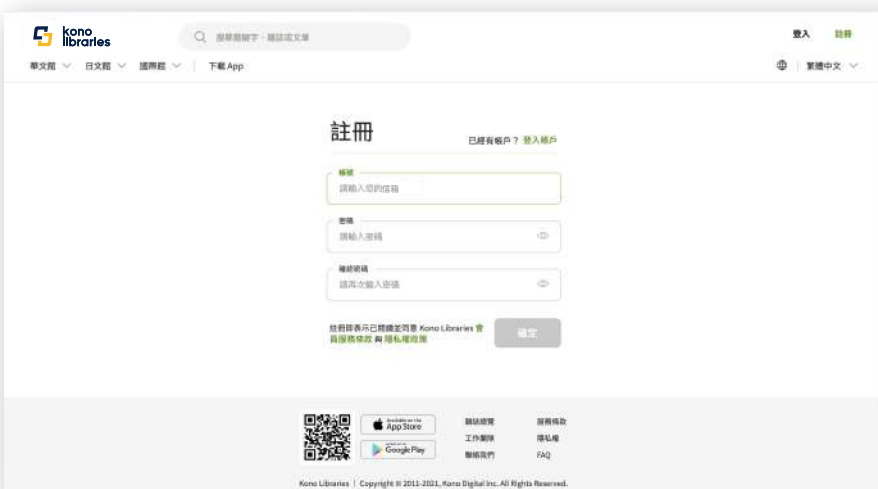 kono
libraries
搜尋關鍵字、雜誌或文章
登入 註冊
華文館 日文館 國際館 下載 App
繁體中文
註冊
已經有帳戶？ 登入帳戶
帳號
請輸入您的信箱
密碼
請輸入密碼
確認密碼
請再次輸入密碼
註冊即表示已閱讀並同意 Kono Libraries 會
員服務條款 與 隱私權政策
確定
Available on the
App Store
Google Play
雜誌總覽 服務條款
工作團隊 隱私權
聯絡我們 FAQ
Kono Libraries | Copyright © 2011-2021, Kono Digital Inc. All Rights Reserved.